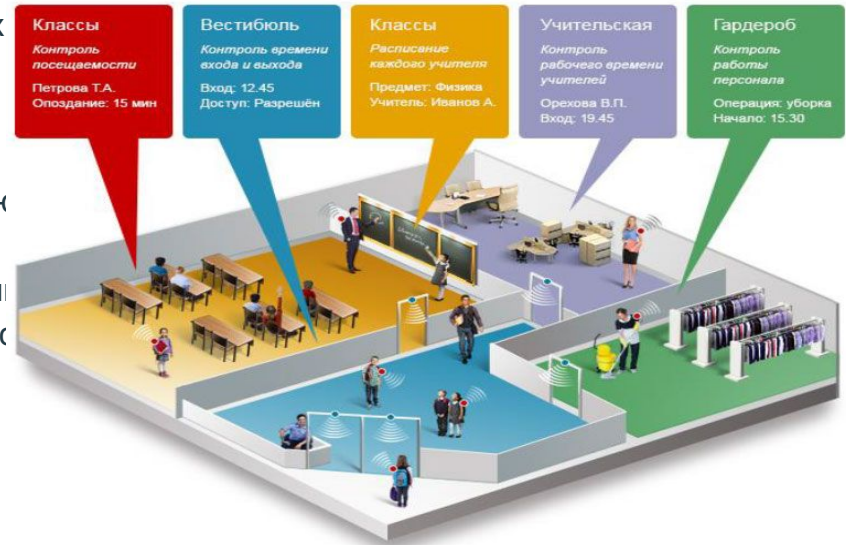 Классы
Контроль
посещаемости
Петрова Т.А.
Опоздание: 15 мин
Вестибюль
Контроль времени
входа и выхода
Вход: 12.45
Доступ: Разрешён
Классы
Расписание
каждого учителя
Предмет: Физика
Учитель: Иванов А.
Учительская
Контроль
рабочего времени
учителей
Орехова В.П.
Вход: 19.45
Гардероб
Контроль
работы
персонала
Операция: уборка
Начало: 15.30